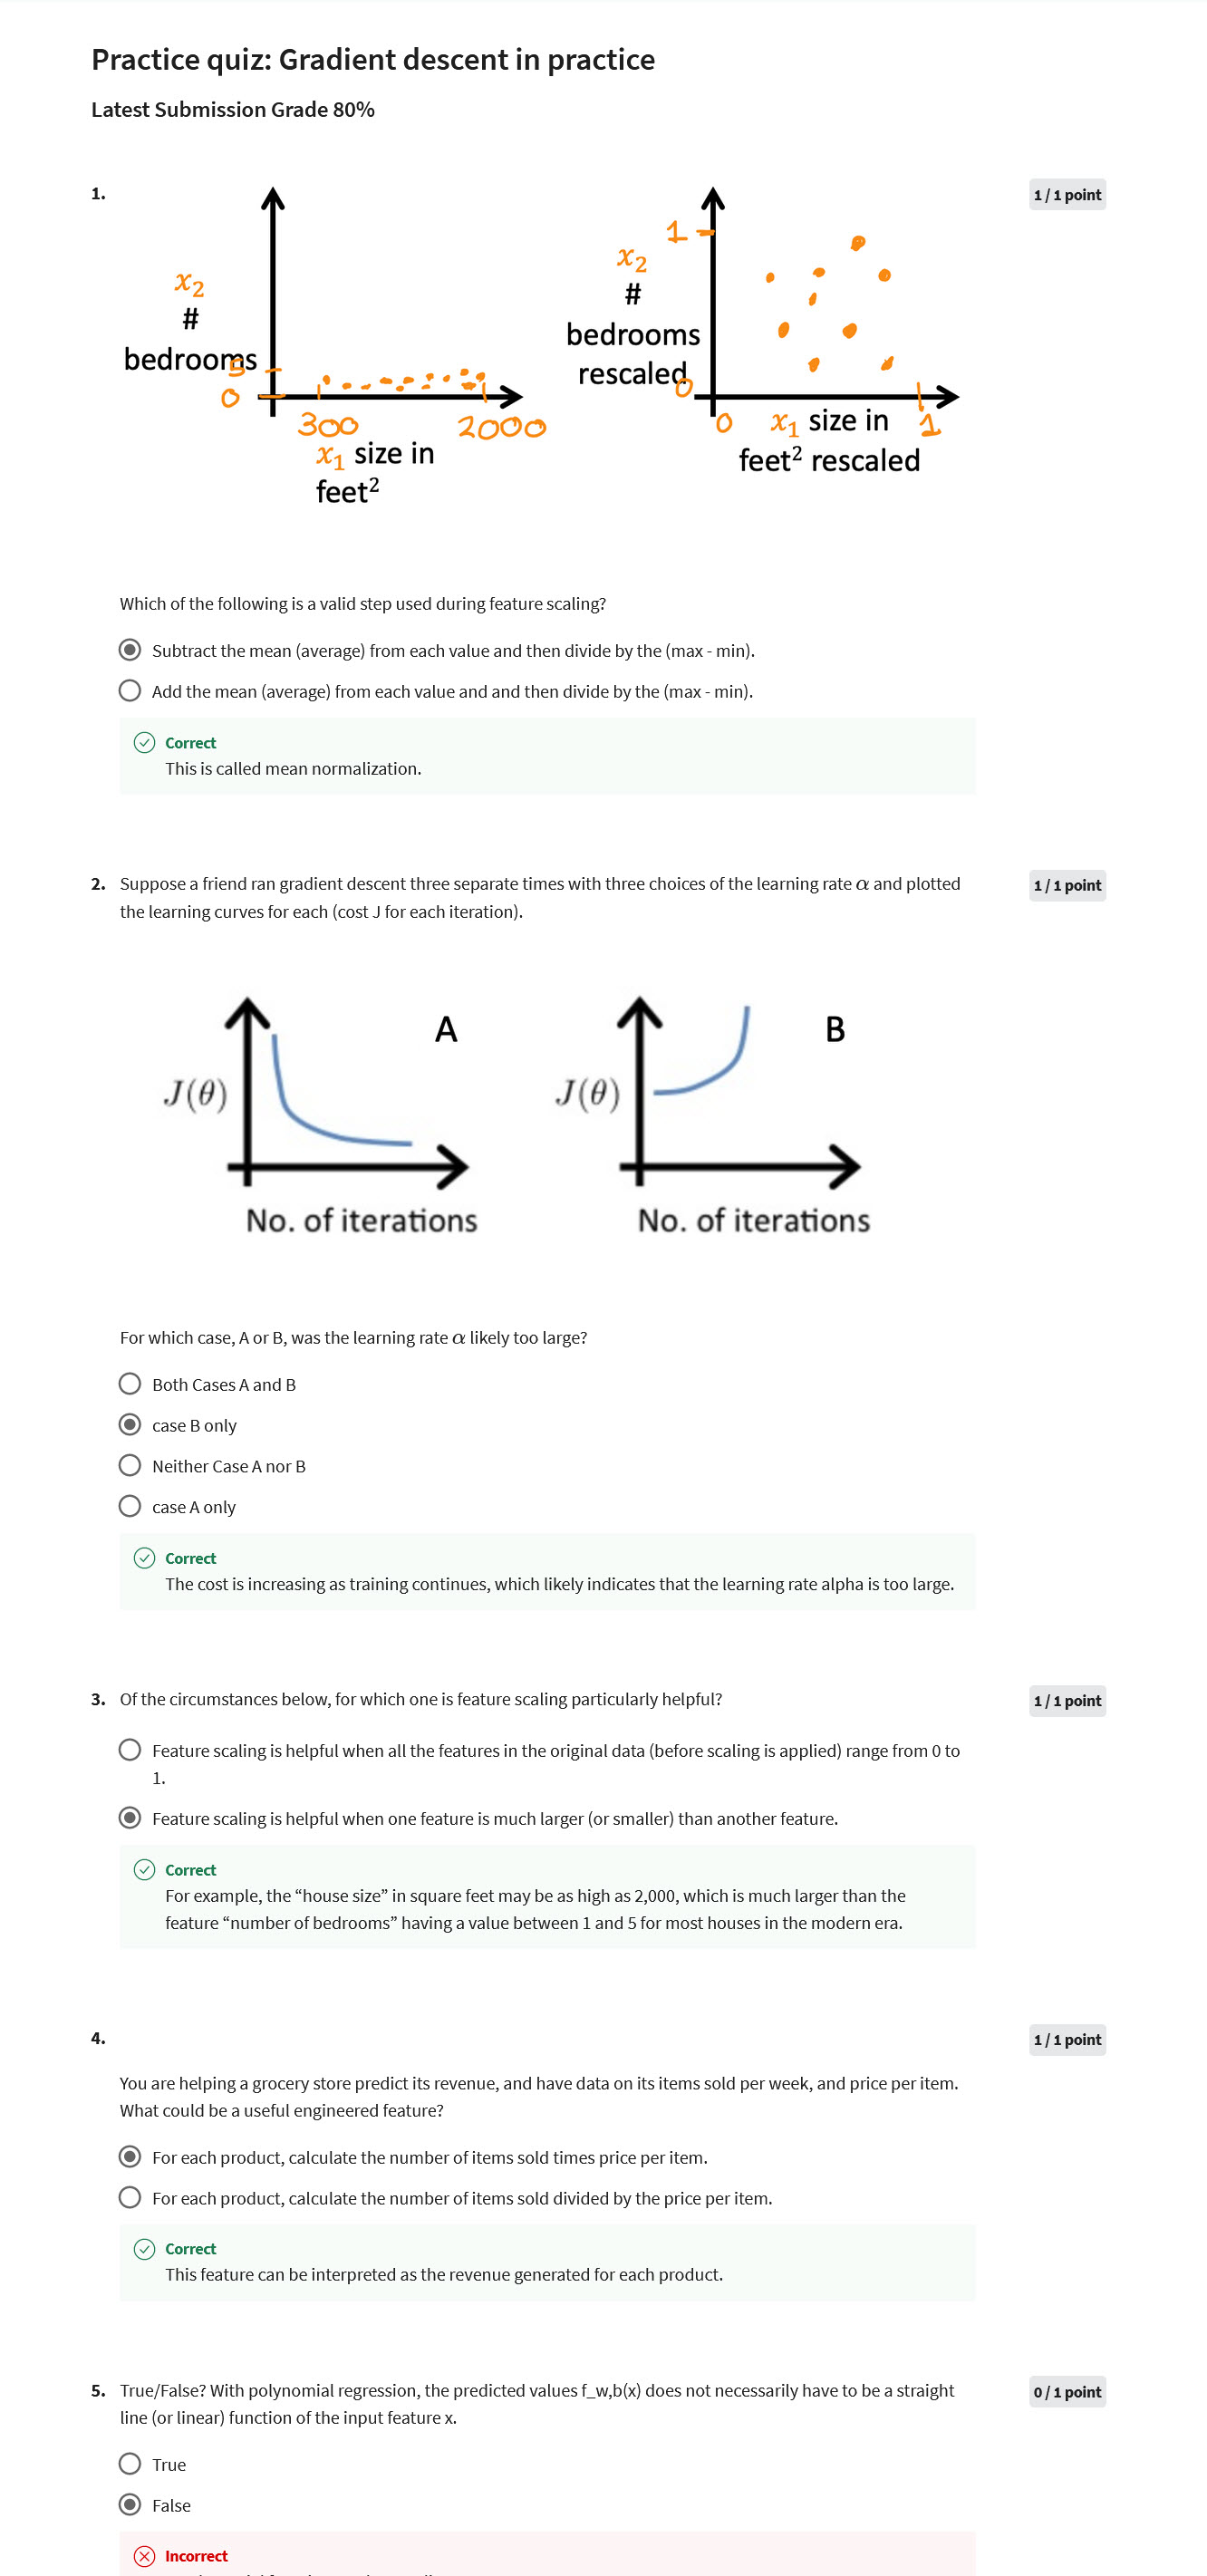 Practice quiz: Gradient descent in practice
Latest Submission Grade 80%
1.
1 / 1 point
x₂
#
bedrooms
5
0
300
2000
x₁ size in
feet²
1
x₂
#
bedrooms
rescaled
0
0
x₁ size in
1
feet² rescaled
Which of the following is a valid step used during feature scaling?
Subtract the mean (average) from each value and then divide by the (max - min).
Add the mean (average) from each value and and then divide by the (max - min).
Correct
This is called mean normalization.
2. Suppose a friend ran gradient descent three separate times with three choices of the learning rate α and plotted
the learning curves for each (cost J for each iteration).
1 / 1 point
A
J(θ)
No. of iterations
B
J(θ)
No. of iterations
For which case, A or B, was the learning rate α likely too large?
Both Cases A and B
case B only
Neither Case A nor B
case A only
Correct
The cost is increasing as training continues, which likely indicates that the learning rate alpha is too large.
3. Of the circumstances below, for which one is feature scaling particularly helpful?
1 / 1 point
Feature scaling is helpful when all the features in the original data (before scaling is applied) range from 0 to
1.
Feature scaling is helpful when one feature is much larger (or smaller) than another feature.
Correct
For example, the “house size” in square feet may be as high as 2,000, which is much larger than the
feature “number of bedrooms” having a value between 1 and 5 for most houses in the modern era.
4.
1 / 1 point
You are helping a grocery store predict its revenue, and have data on its items sold per week, and price per item.
What could be a useful engineered feature?
For each product, calculate the number of items sold times price per item.
For each product, calculate the number of items sold divided by the price per item.
Correct
This feature can be interpreted as the revenue generated for each product.
5. True/False? With polynomial regression, the predicted values f_w,b(x) does not necessarily have to be a straight
line (or linear) function of the input feature x.
0 / 1 point
True
False
Incorrect